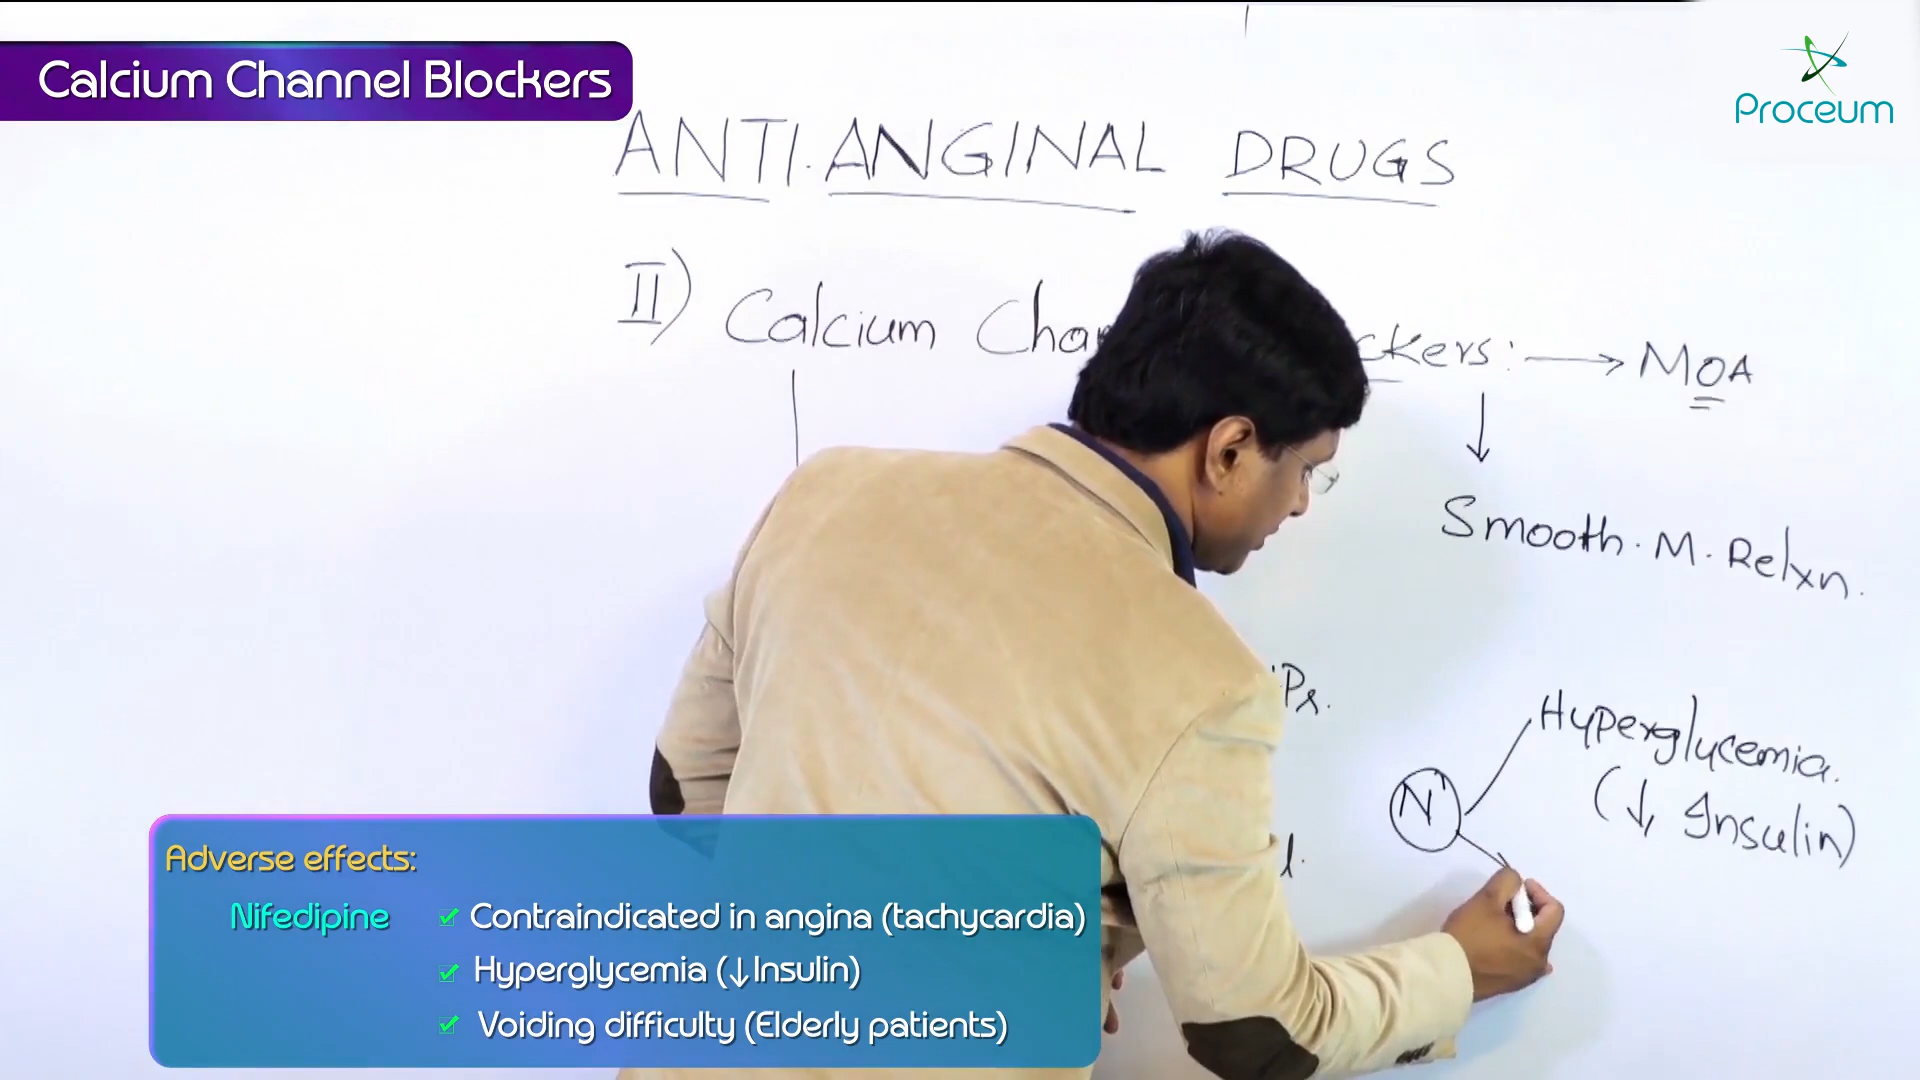 Calcium Channel Blockers
Proceum
ANTI.ANGINAL DRUGS
II) Calcium Cha ckers: → MOA
↓
Smooth. M. Relxn.
Hyperglycemia.
(↓ Insulin)
N
Adverse effects:
Nifedipine ✓ Contraindicated in angina (tachycardia)
✓ Hyperglycemia (↓Insulin)
✓ Voiding difficulty (Elderly patients)